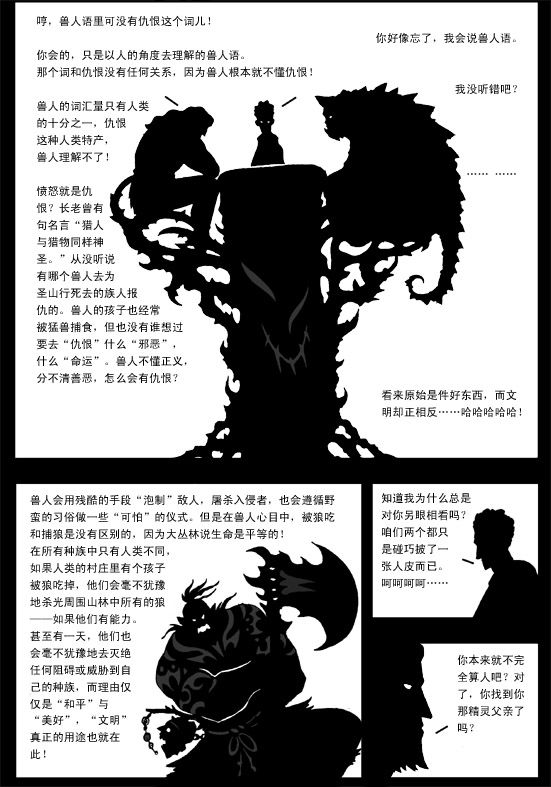 哼，兽人语里可没有仇恨这个词儿！
你好像忘了，我会说兽人语。
你会的，只是以人的角度去理解的兽人语。
那个词和仇恨没有任何关系，因为兽人根本就不懂仇恨！
我没听错吧？
兽人的词汇量只有人类
的十分之一，仇恨
这种人类特产，
兽人理解不了！
…… ……
愤怒就是仇
恨？长老曾有
句名言“猎人
与猎物同样神
圣。”从没听说
有哪个兽人去为
圣山行死去的族人报
仇的。兽人的孩子也经常
被猛兽捕食，但也没有谁想过
要去“仇恨”什么“邪恶”，
什么“命运”。兽人不懂正义，
分不清善恶，怎么会有仇恨？
看来原始是件好东西，而文
明却正相反……哈哈哈哈哈！
兽人会用残酷的手段“泡制”敌人，屠杀入侵者，也会遵循野
蛮的习俗做一些“可怕”的仪式。但是在兽人心目中，被狼吃
和捕狼是没有区别的，因为大丛林说生命是平等的！
在所有种族中只有人类不同，
如果人类的村庄里有个孩子
被狼吃掉，他们会毫不犹豫
地杀光周围山林中所有的狼
——如果他们有能力。
甚至有一天，他们也
会毫不犹豫地去灭绝
任何阻碍或威胁到自
己的种族，而理由仅
仅是“和平”与
“美好”，“文明”
真正的用途也就在
此！
知道我为什么总是
对你另眼相看吗？
咱们两个都只
是碰巧披了一
张人皮而已。
呵呵呵呵……
你本来就不完
全算人吧？对
了，你找到你
那精灵父亲了
吗？